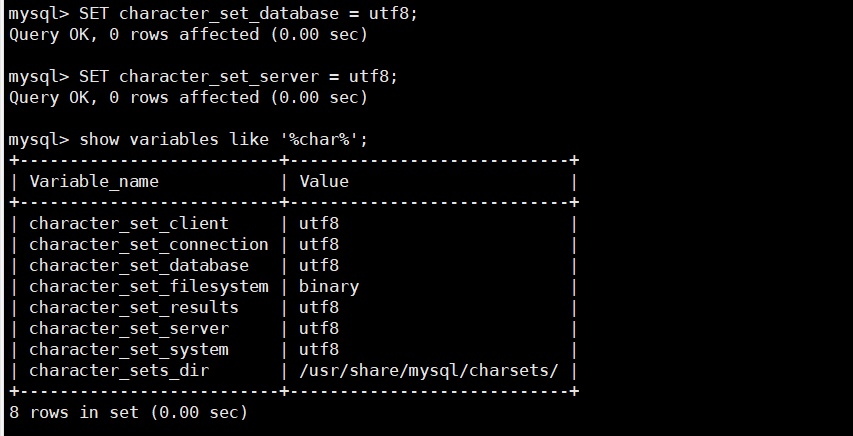 mysql> SET character_set_database = utf8;
Query OK, 0 rows affected (0.00 sec)
mysql> SET character_set_server = utf8;
Query OK, 0 rows affected (0.00 sec)
mysql> show variables like '%char%';
+--------------------------+----------------------------+
| Variable_name            | Value                      |
+--------------------------+----------------------------+
| character_set_client     | utf8                       |
| character_set_connection | utf8                       |
| character_set_database   | utf8                       |
| character_set_filesystem | binary                     |
| character_set_results    | utf8                       |
| character_set_server     | utf8                       |
| character_set_system     | utf8                       |
| character_sets_dir       | /usr/share/mysql/charsets/ |
+--------------------------+----------------------------+
8 rows in set (0.00 sec)